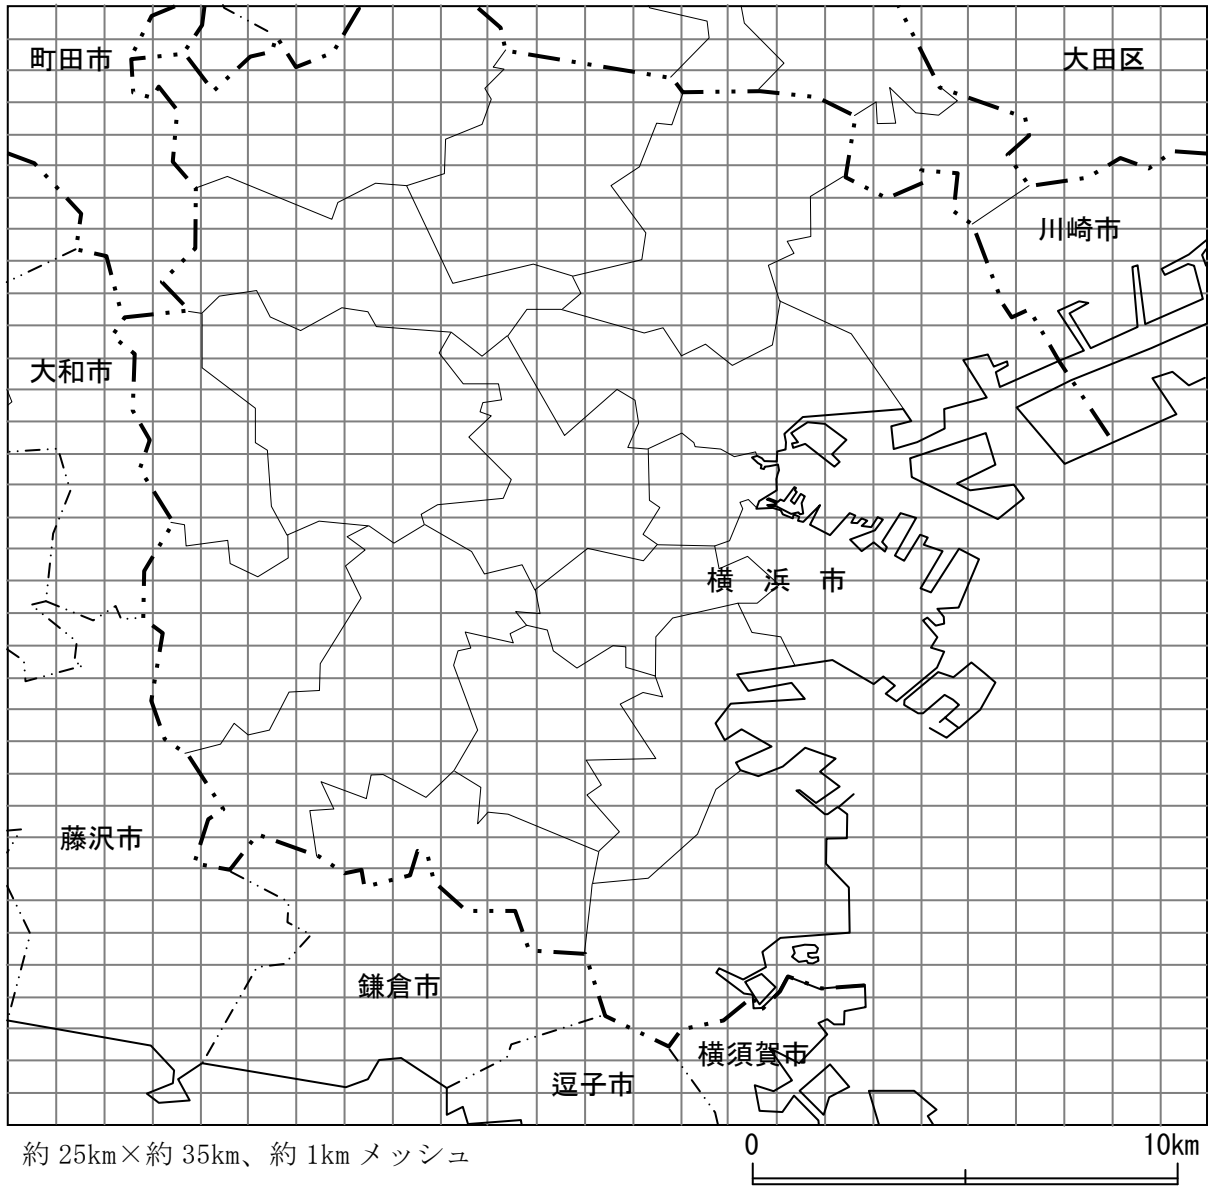 町田市
大田区
川崎市
大和市
横 浜 市
藤沢市
鎌倉市
横須賀市
逗子市
約 25km×約 35km、約 1km メッシュ
0 10km